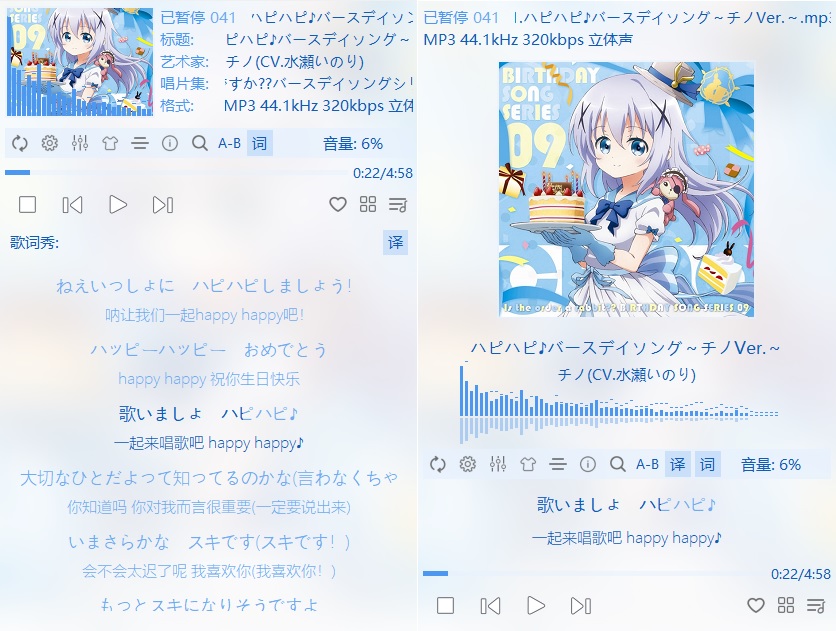 已暂停 041 ハピハピ♪バースデイソン
标题: ピハピ♪バースデイソング～
艺术家: チノ(CV.水瀬いのり)
唱片集: すか??バースデイソングシリ
格式: MP3 44.1kHz 320kbps 立体
SONG
SERIES
09
A-B 词 音量: 6%
0:22/4:58
歌词秀: 译
ねえいっしょに　ハピハピしましょう!
呐让我们一起happy happy吧!
ハッピーハッピー　おめでとう
happy happy 祝你生日快乐
歌いましょ　ハピハピ♪
一起来唱歌吧 happy happy♪
大切なひとだよって知ってるのかな(言わなくちゃ
你知道吗 你对我而言很重要(一定要说出来)
いまさらかな　スキです(スキです! )
会不会太迟了呢 我喜欢你(我喜欢你! )
もっとスキになりそうですよ
已暂停 041 l.ハピハピ♪バースデイソング～チノVer.～.mp3
MP3 44.1kHz 320kbps 立体声
BIRTHDAY
SONG
SERIES
09
Is the order a rabbit?? BIRTHDAY SONG SERIES 09
ハピハピ♪バースデイソング～チノVer.～
チノ(CV.水瀬いのり)
A-B 译 词 音量: 6%
歌いましょ　ハピハピ♪
一起来唱歌吧 happy happy♪
0:22/4:58